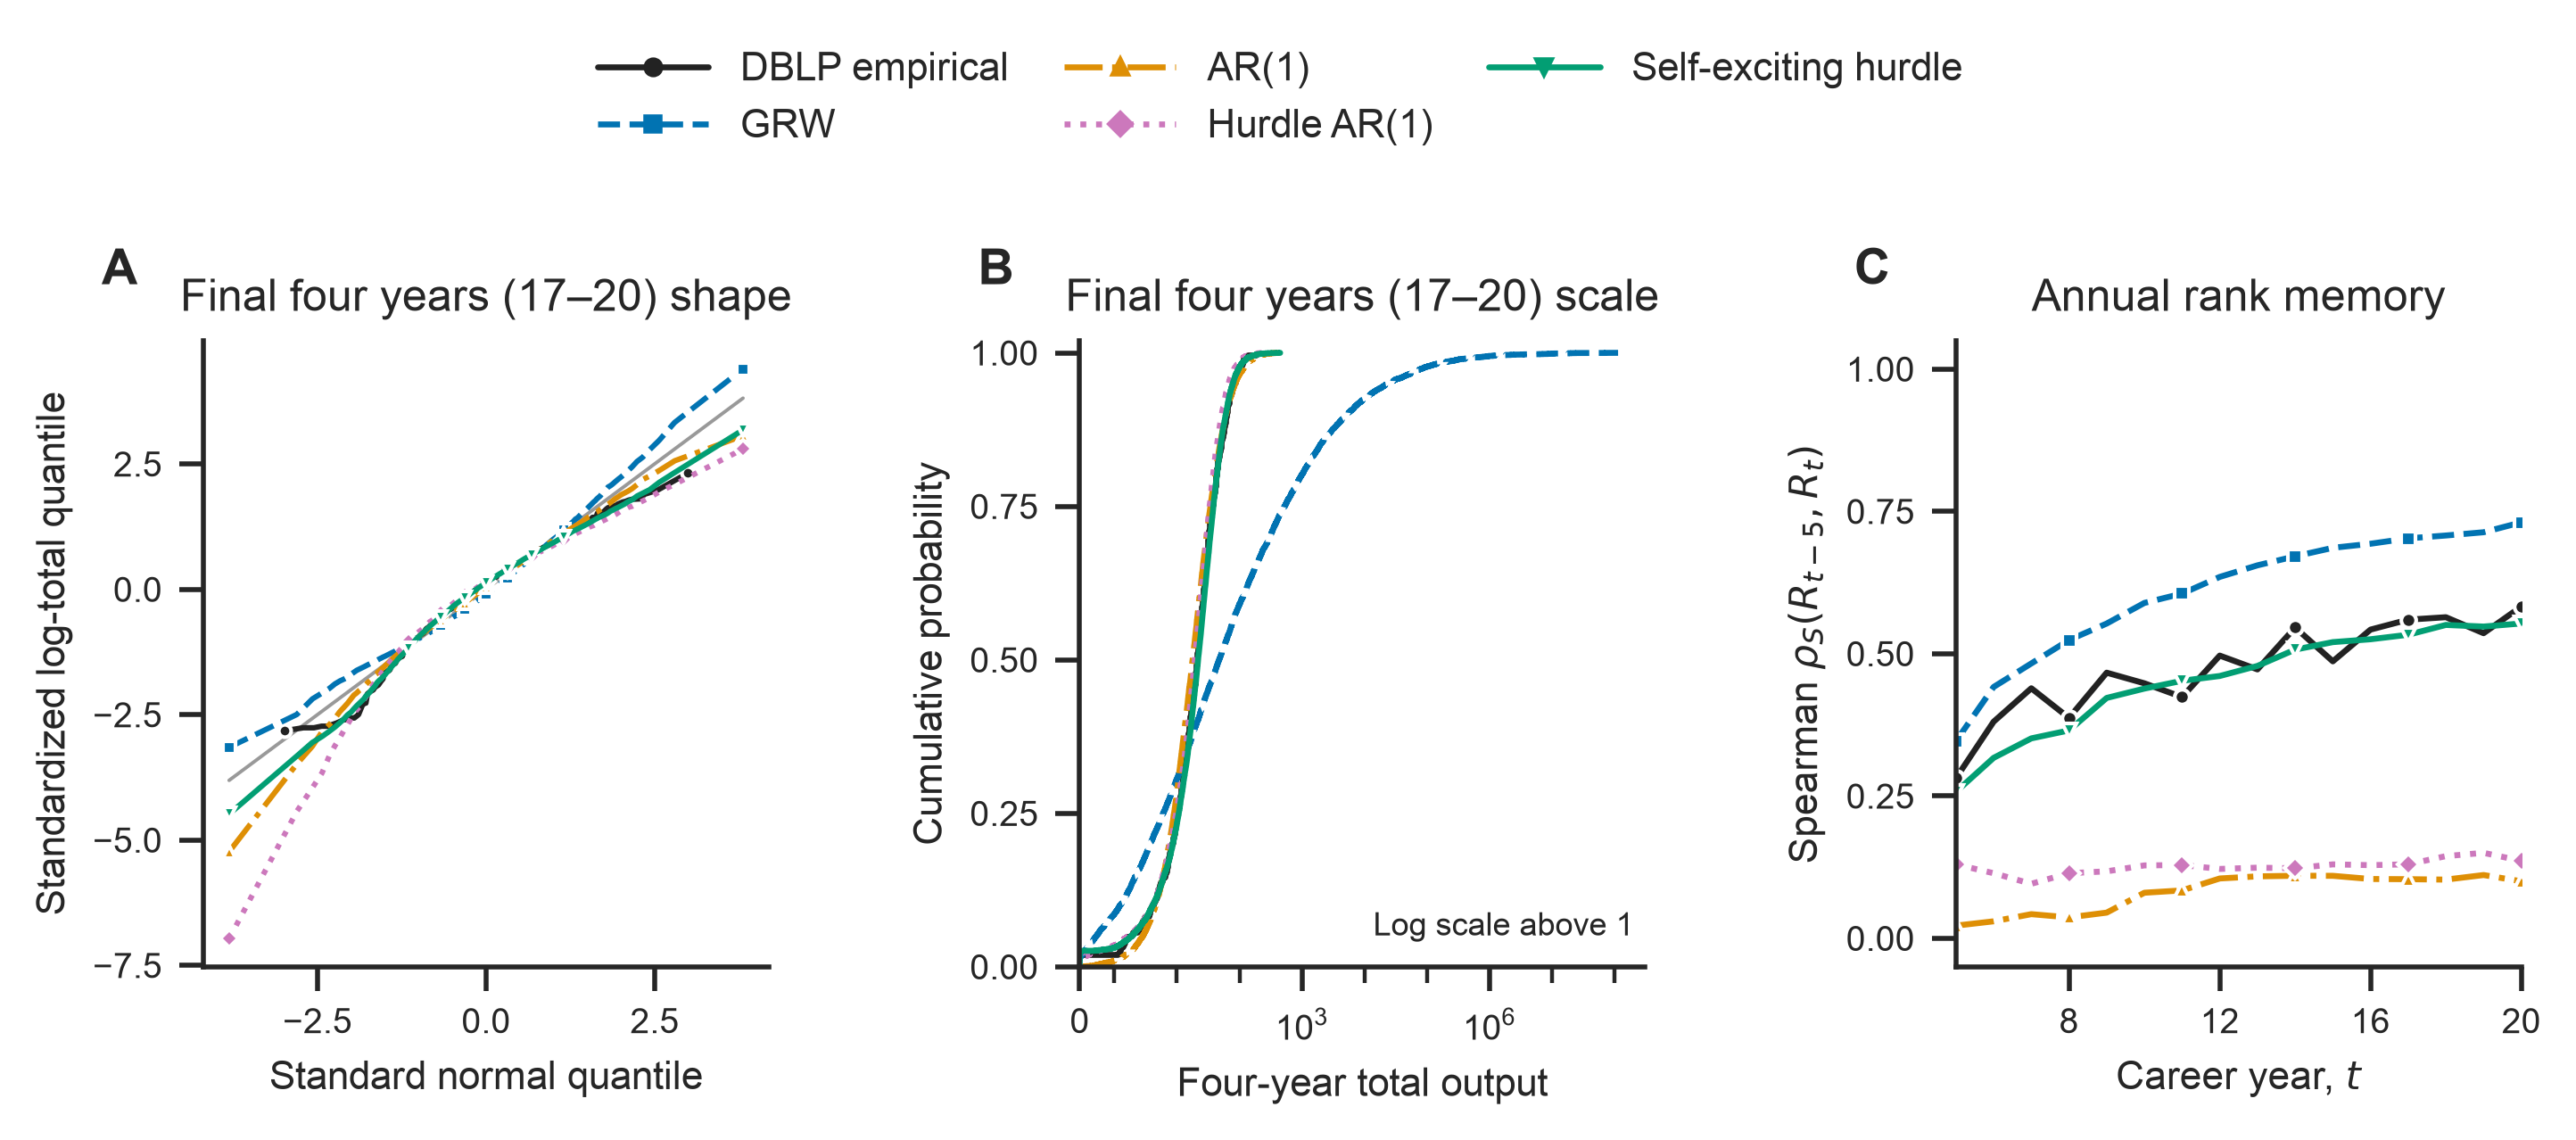 DBLP empirical
GRW
AR(1)
Hurdle AR(1)
Self-exciting hurdle
A
Final four years (17–20) shape
Standardized log-total quantile
2.5
0.0
−2.5
−5.0
−7.5
−2.5
0.0
2.5
Standard normal quantile
B
Final four years (17–20) scale
Cumulative probability
1.00
0.75
0.50
0.25
0.00
Log scale above 1
0
10³
10⁶
Four-year total output
C
Annual rank memory
Spearman ρ_S(R_{t−5}, R_t)
1.00
0.75
0.50
0.25
0.00
8
12
16
20
Career year, t